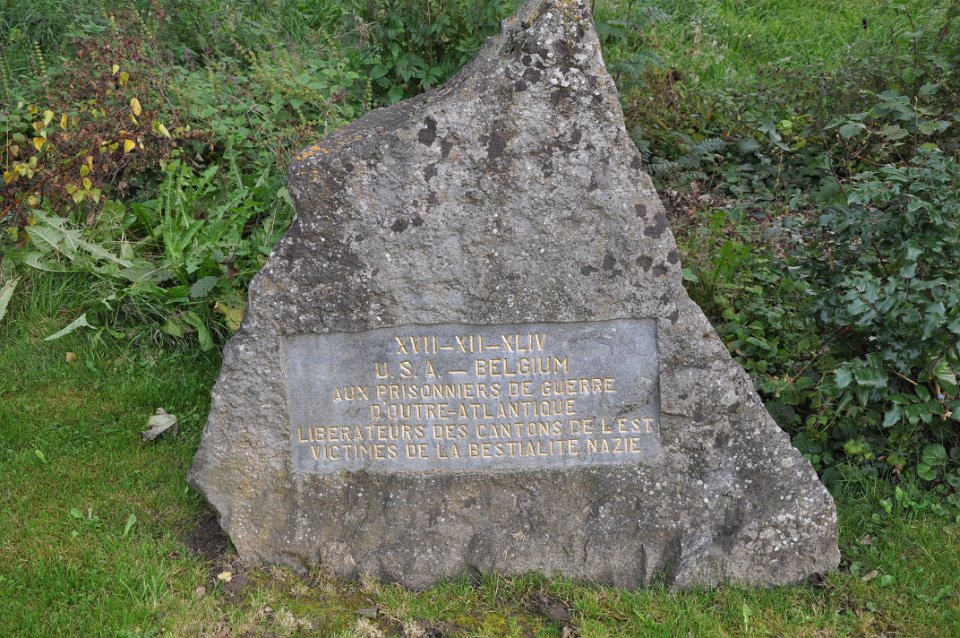 XVII–XII–XLIV
U.S.A. – BELGIUM
AUX PRISONNIERS DE GUERRE
D'OUTRE-ATLANTIQUE
LIBERATEURS DES CANTONS DE L'EST
VICTIMES DE LA BESTIALITÉ NAZIE